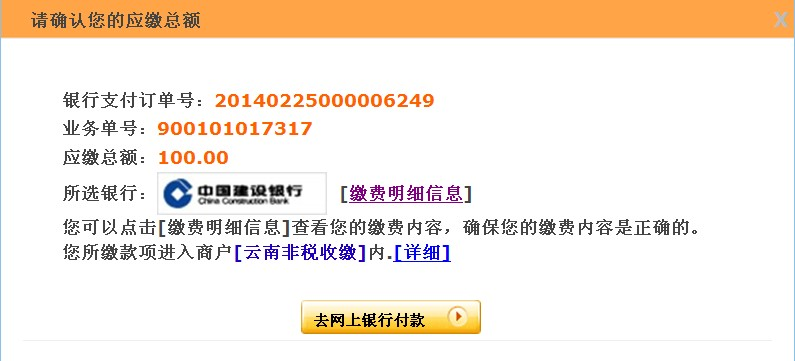 请确认您的应缴总额
X
银行支付订单号：20140225000006249
业务单号：900101017317
应缴总额：100.00
所选银行：中国建设银行 China Construction Bank [缴费明细信息]
您可以点击[缴费明细信息]查看您的缴费内容，确保您的缴费内容是正确的。
您所缴款项进入商户[云南非税收缴]内.[详细]
去网上银行付款